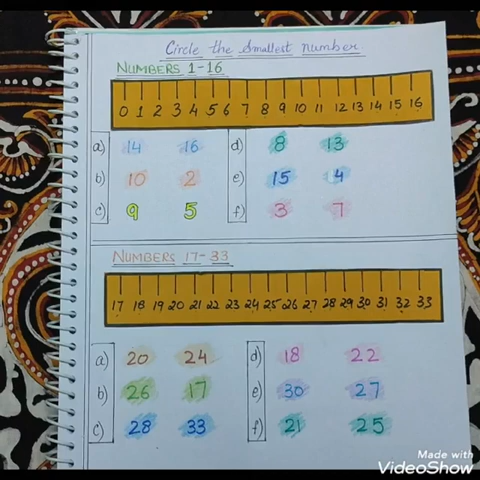 Circle the Smallest number
NUMBERS 1-16
0 1 2 3 4 5 6 7 8 9 10 11 12 13 14 15 16
a) 14 16 d) 8 13
b) 10 2 e) 15 4
c) 9 5 f) 3 7
NUMBERS 17-33
17 18 19 20 21 22 23 24 25 26 27 28 29 30 31 32 33
a) 20 24 d) 18 22
b) 26 17 e) 30 27
c) 28 33 f) 21 25
Made with
VideoShow